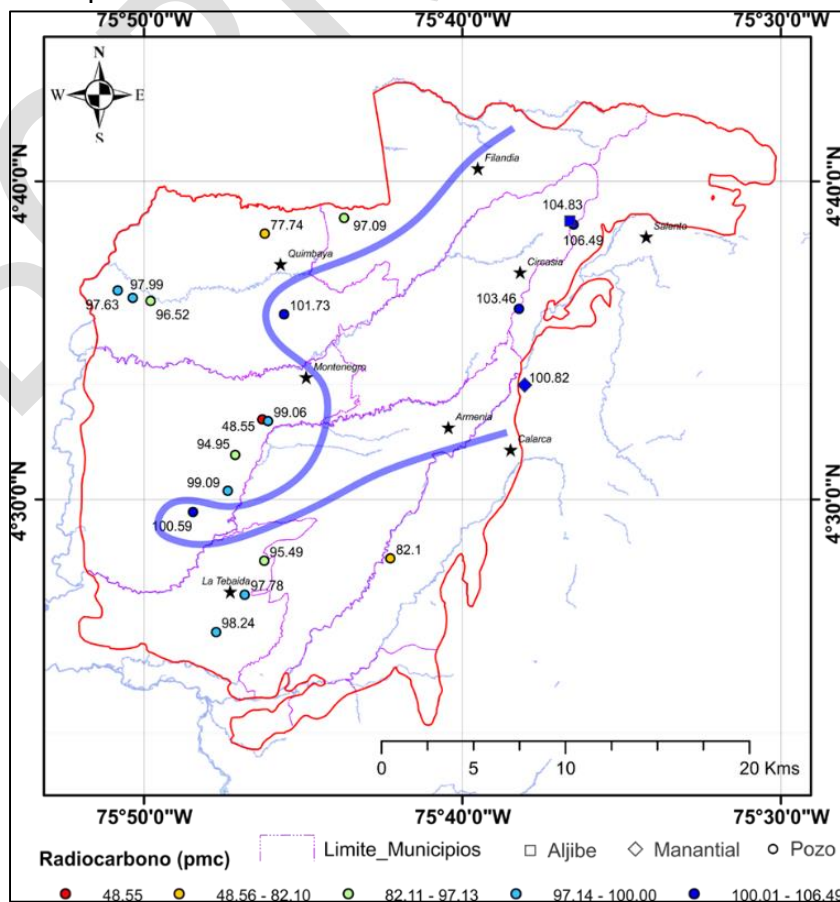 75°50'0"W 75°40'0"W 75°30'0"W
N
W E
S
4°40'0"N 4°40'0"N
Filandia
104.83
77.74
97.09
106.49
Salento
Quimbaya
Circasia
97.99
97.63
96.52
101.73
103.46
Montenegro
100.82
99.06
48.55
Armenia
Calarca
94.95
99.09
4°30'0"N 4°30'0"N
100.59
95.49
82.1
La Tebaida
97.78
98.24
0 5 10 20 Kms
75°50'0"W 75°40'0"W 75°30'0"W
Radiocarbono (pmc) Limite_Municipios Aljibe Manantial Pozo
48.55 48.56 - 82.10 82.11 - 97.13 97.14 - 100.00 100.01 - 106.49